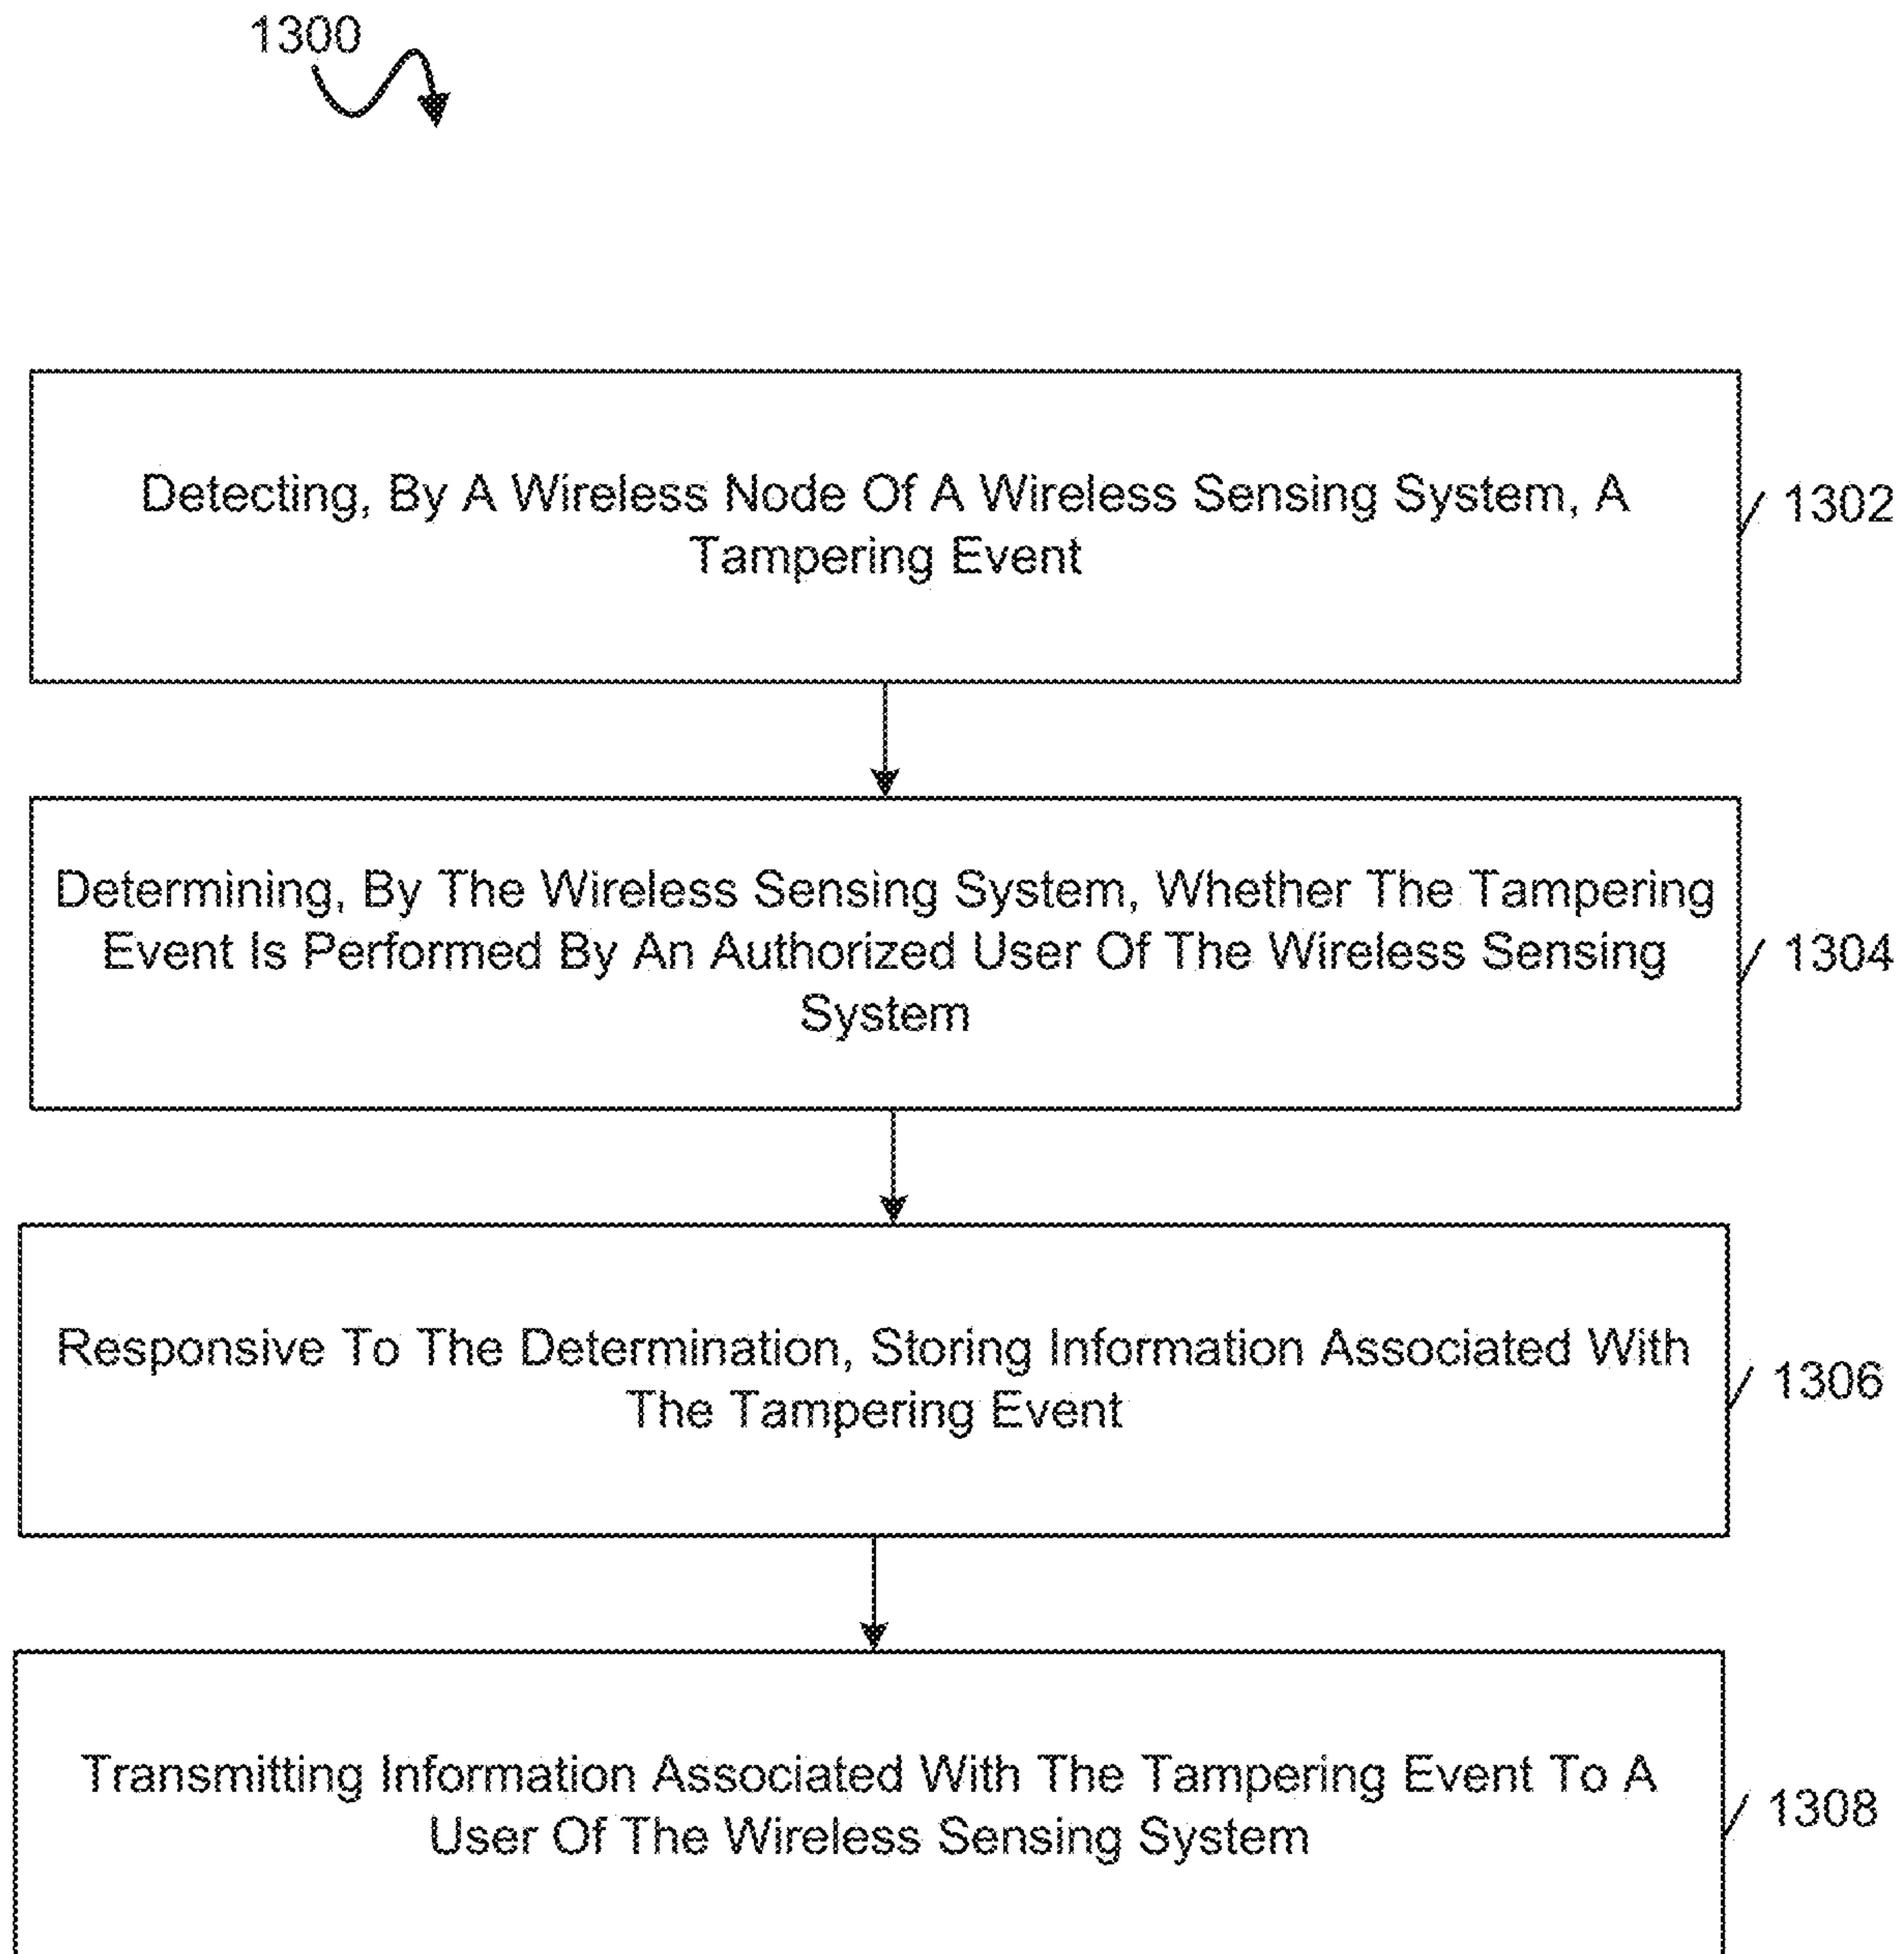 1300
Detecting, By A Wireless Node Of A Wireless Sensing System, A
Tampering Event
1302
Determining, By The Wireless Sensing System, Whether The Tampering
Event Is Performed By An Authorized User Of The Wireless Sensing
System
1304
Responsive To The Determination, Storing Information Associated With
The Tampering Event
1306
Transmitting Information Associated With The Tampering Event To A
User Of The Wireless Sensing System
1308